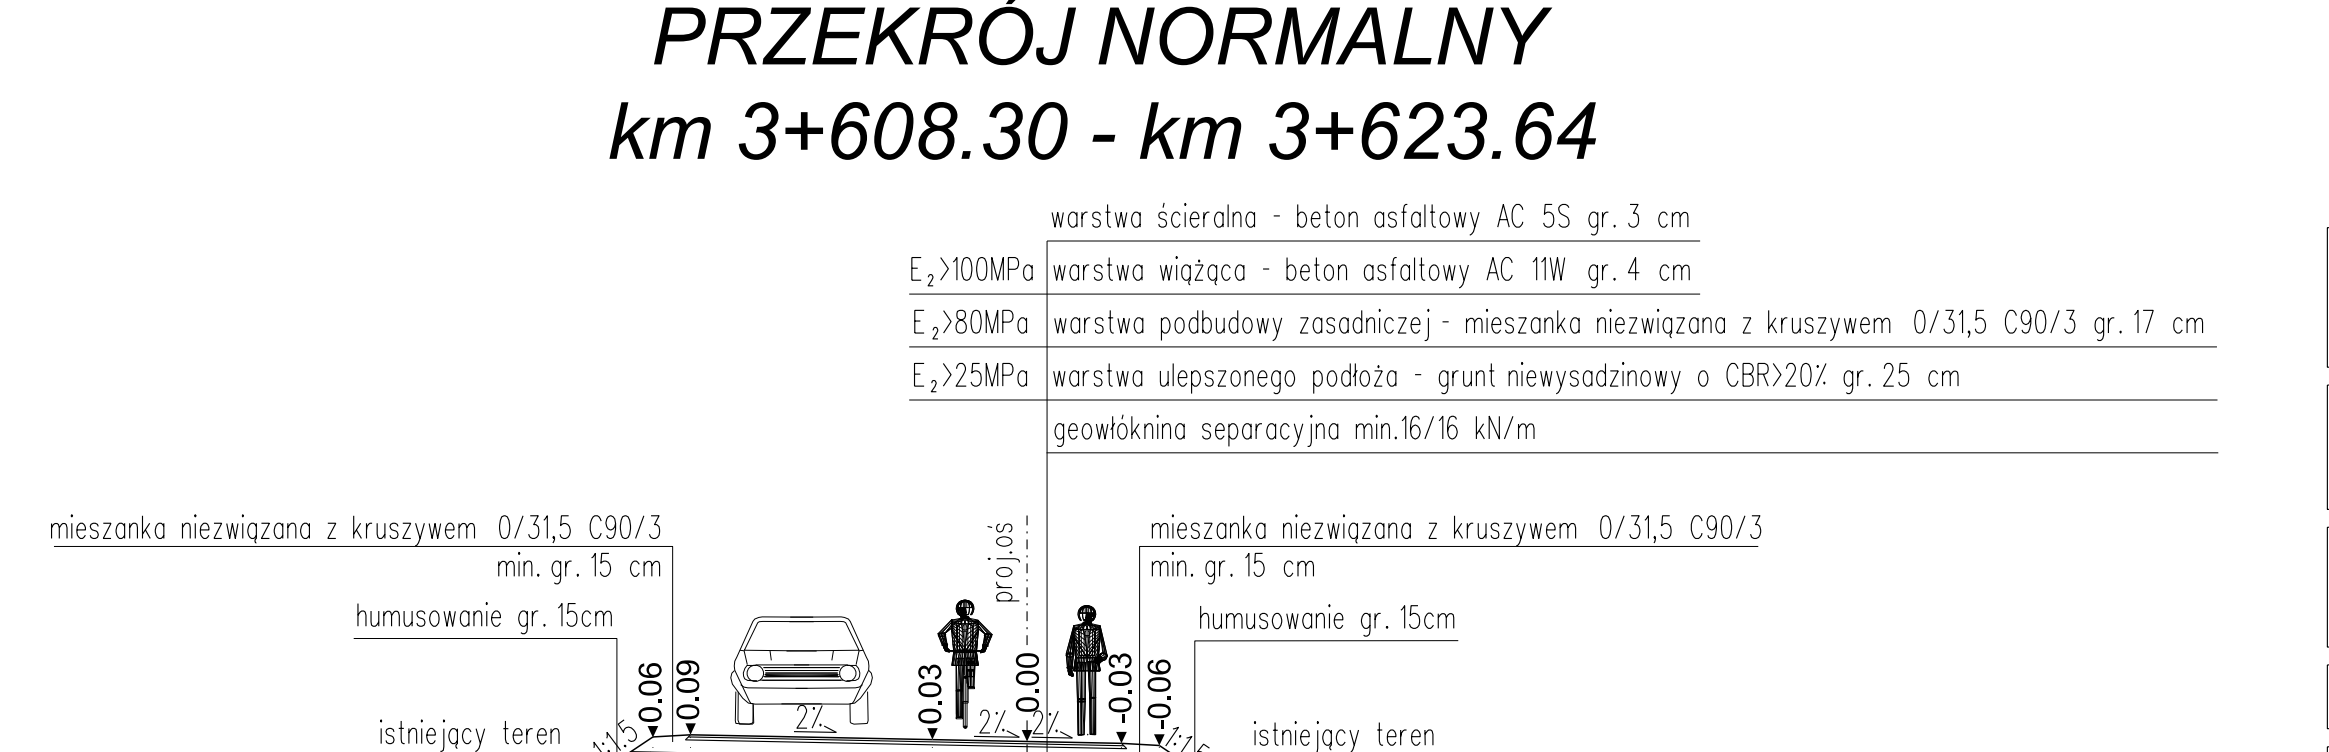 PRZEKRÓJ NORMALNY
km 3+608.30 - km 3+623.64
warstwa ścieralna - beton asfaltowy AC 5S gr. 3 cm
E₂>100MPa warstwa wiążąca - beton asfaltowy AC 11W gr. 4 cm
E₂>80MPa warstwa podbudowy zasadniczej - mieszanka niezwiązana z kruszywem 0/31,5 C90/3 gr. 17 cm
E₂>25MPa warstwa ulepszonego podłoża - grunt niewysadzinowy o CBR>20% gr. 25 cm
geowłóknina separacyjna min.16/16 kN/m
mieszanka niezwiązana z kruszywem 0/31,5 C90/3
min. gr. 15 cm
humusowanie gr. 15cm
proj.oś
mieszanka niezwiązana z kruszywem 0/31,5 C90/3
min. gr. 15 cm
humusowanie gr. 15cm
0.06
0.09
0.03
0.00
-0.03
-0.06
2%
2%
2%
istniejący teren
1:1.5
istniejący teren